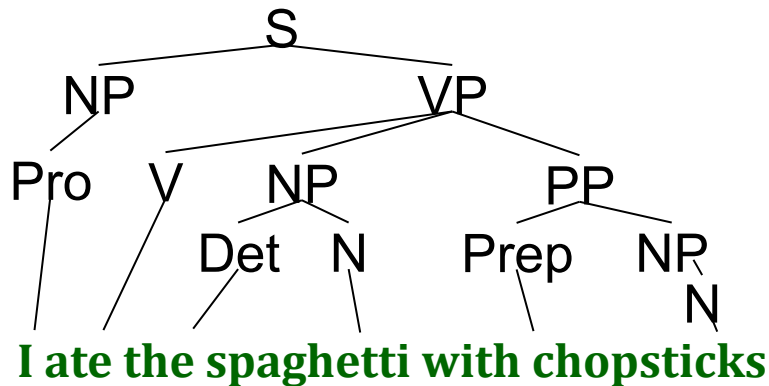 S
NP VP
Pro V NP PP
Det N Prep NP
N
I ate the spaghetti with chopsticks